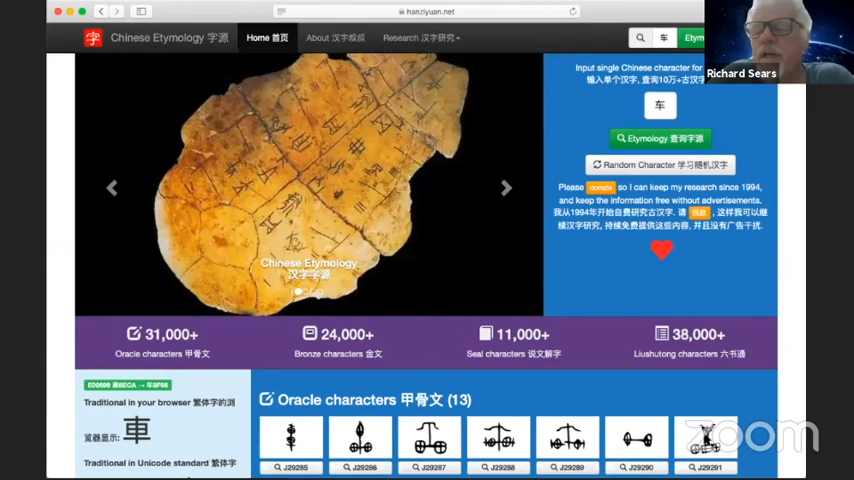 hanziyuan.net
字 Chinese Etymology 字源
Home 首页
About 汉字叔叔
Research 汉字研究
车
Etym
Richard Sears
Input single Chinese character for
输入单个汉字, 查询10万+古汉字
车
Etymology 查询字源
Random Character 学习随机汉字
Please donate so I can keep my research since 1994,
and keep the information free without advertisements.
我从1994年开始自费研究古汉字. 请 捐款 , 这样我可以继
续汉字研究, 持续免费提供这些内容, 并且没有广告干扰.
Chinese Etymology
汉字字源
31,000+
Oracle characters 甲骨文
24,000+
Bronze characters 金文
11,000+
Seal characters 说文解字
38,000+
Liushutong characters 六书通
Traditional in your browser 繁体字的浏
览器显示: 車
Traditional in Unicode standard 繁体字
Oracle characters 甲骨文 (13)
J29285
J29286
J29287
J29288
J29289
J29290
J29291
zoom